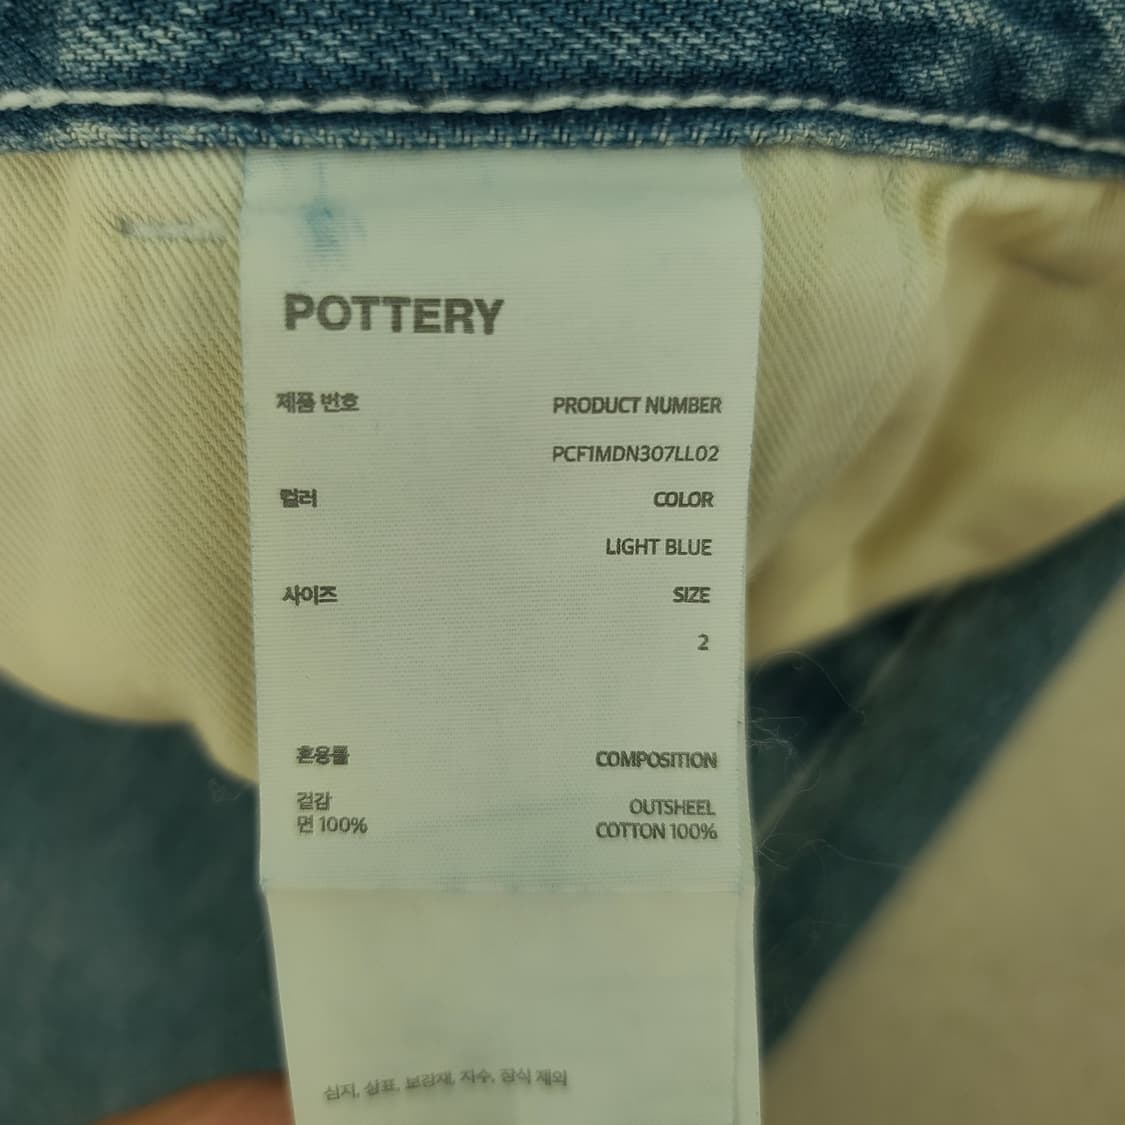 POTTERY
제품 번호 PRODUCT NUMBER
PCF1MDN307LL02
컬러 COLOR
LIGHT BLUE
사이즈 SIZE
2
혼용률 COMPOSITION
겉감 OUTSHEEL
면 100% COTTON 100%
심지, 상표, 보강재, 자수, 장식 제외